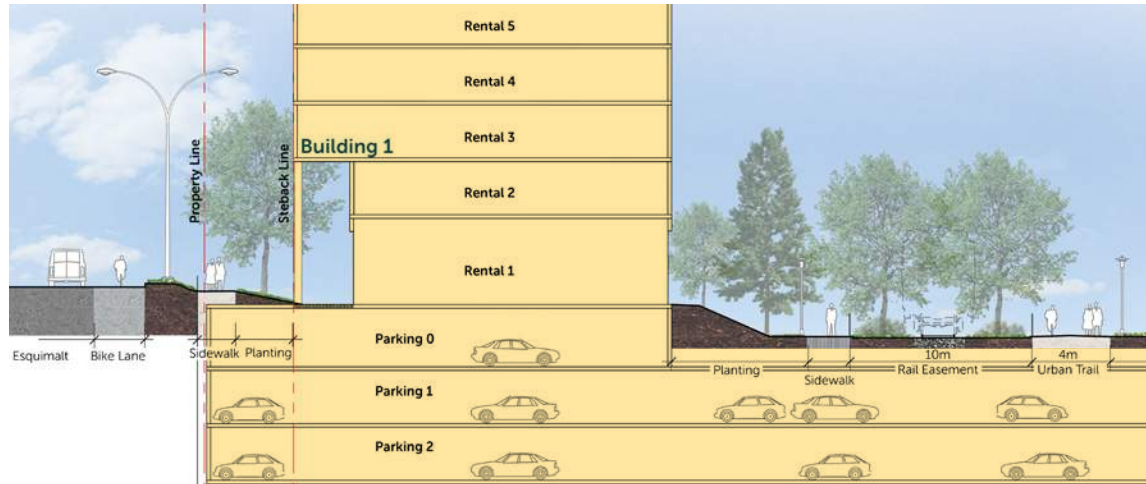 Rental 5
Rental 4
Rental 3
Building 1
Property Line
Steback Line
Rental 2
Rental 1
Parking 0
Esquimalt
Bike Lane
Sidewalk
Planting
Planting
Sidewalk
10m
Rail Easement
4m
Urban Trail
Parking 1
Parking 2